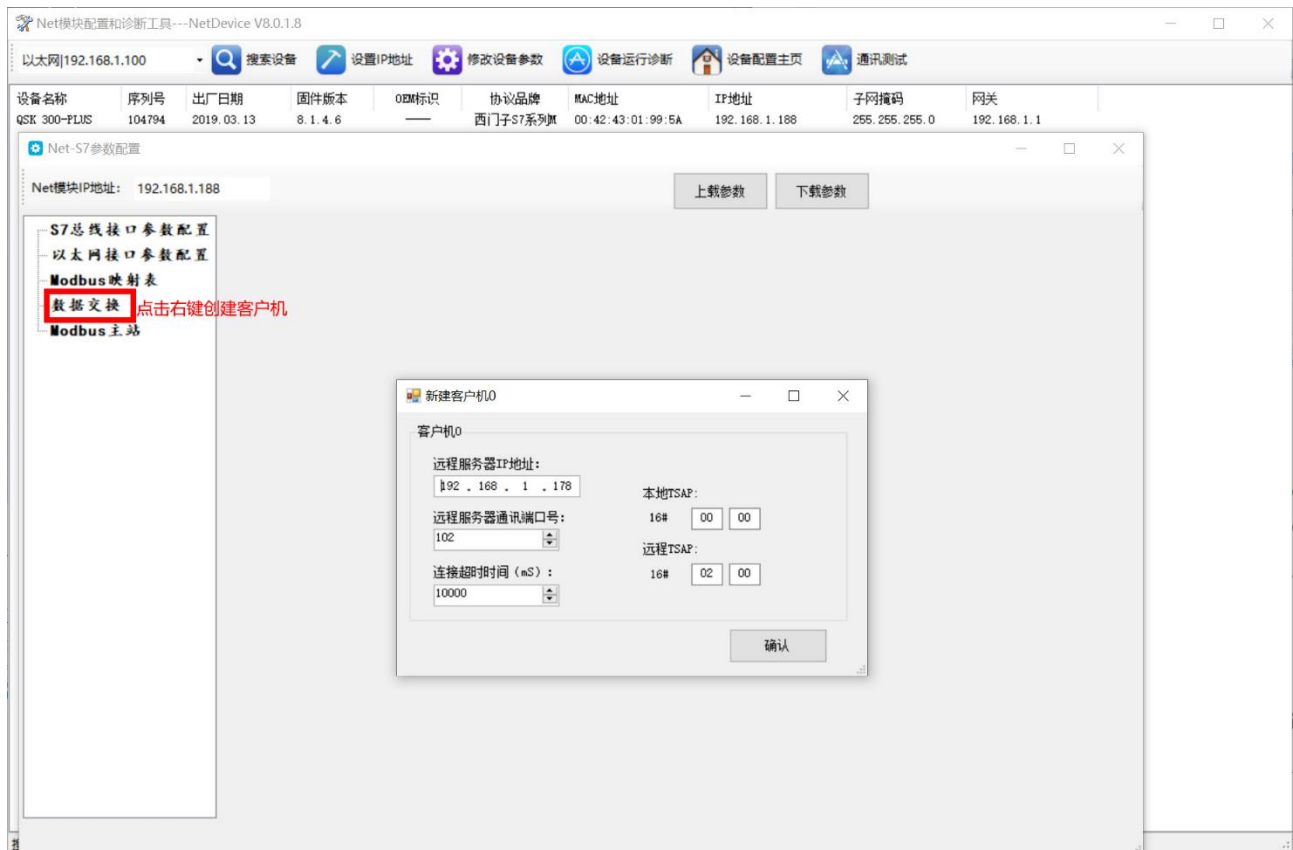 Net模块配置和诊断工具---NetDevice V8.0.1.8
以太网|192.168.1.100 搜索设备 设置IP地址 修改设备参数 设备运行诊断 设备配置主页 通讯测试
设备名称 序列号 出厂日期 固件版本 OEM标识 协议品牌 MAC地址 IP地址 子网掩码 网关
QSK 300-PLUS 104794 2019.03.13 8.1.4.6 —— 西门子S7系列M 00:42:43:01:99:5A 192.168.1.188 255.255.255.0 192.168.1.1
Net-S7参数配置
Net模块IP地址: 192.168.1.188 上载参数 下载参数
S7总线接口参数配置
以太网接口参数配置
Modbus映射表
数据交换 点击右键创建客户机
Modbus主站
新建客户机0
客户机0
远程服务器IP地址:
192 . 168 . 1 . 178
本地TSAP:
远程服务器通讯端口号:
16# 00 00
102
远程TSAP:
连接超时时间(mS):
16# 02 00
10000
确认